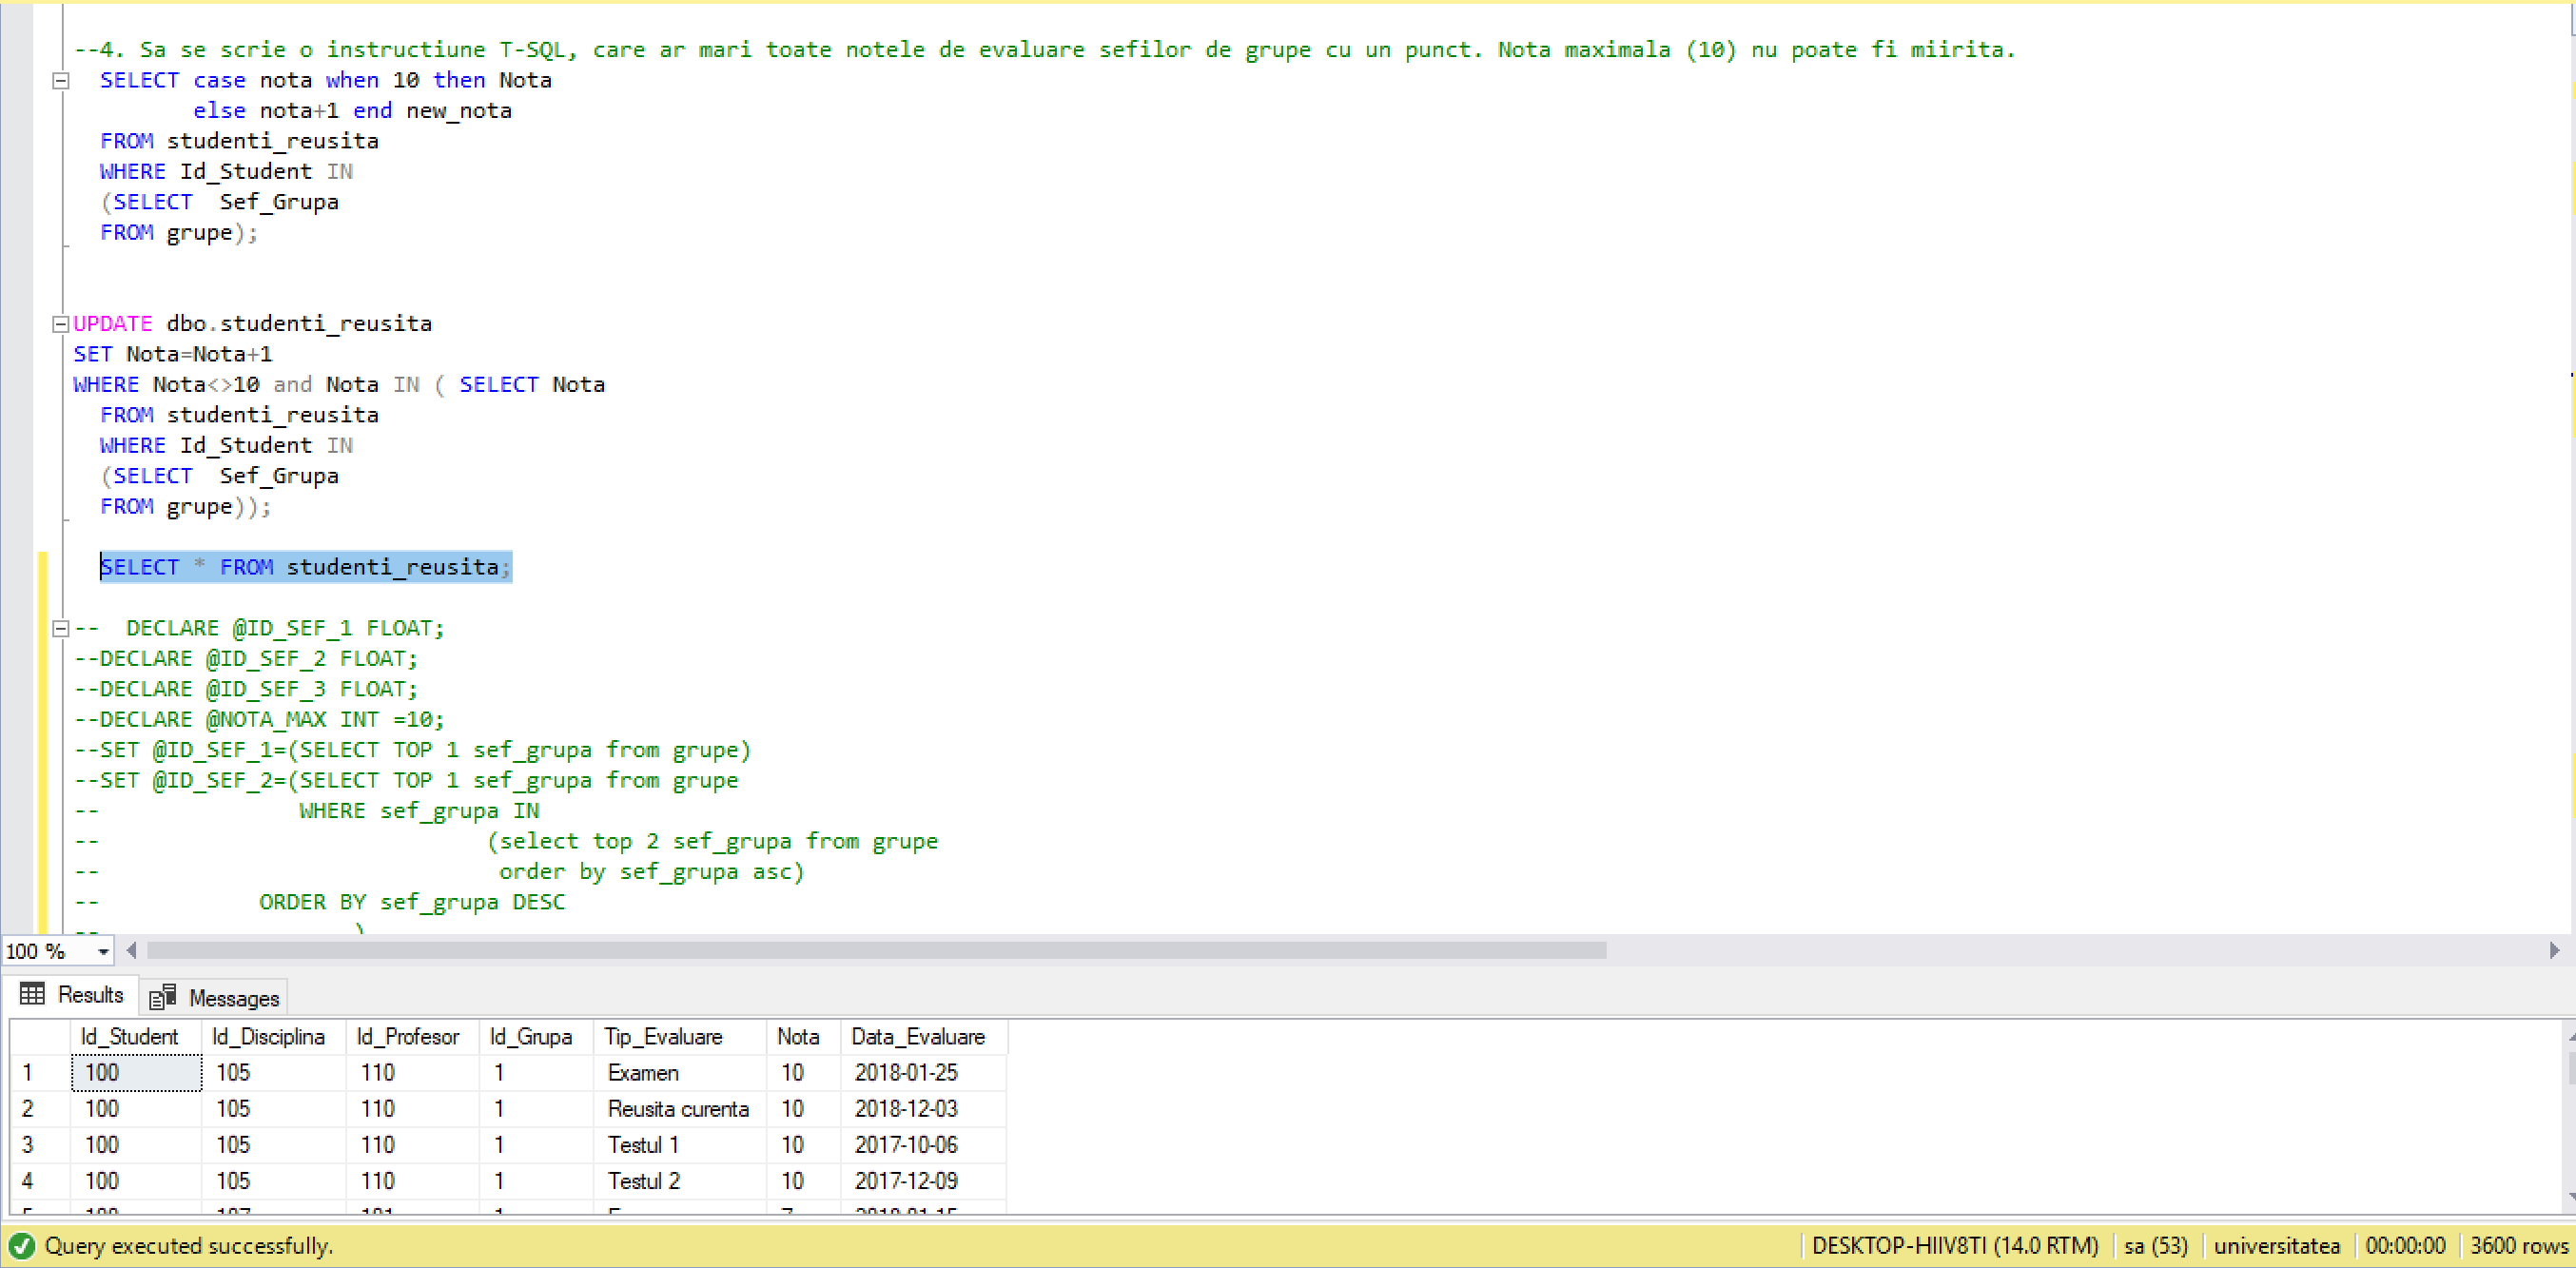 --4. Sa se scrie o instructiune T-SQL, care ar mari toate notele de evaluare sefilor de grupe cu un punct. Nota maximala (10) nu poate fi miirita.
SELECT case nota when 10 then Nota
else nota+1 end new_nota
FROM studenti_reusita
WHERE Id_Student IN
(SELECT  Sef_Grupa
FROM grupe);
UPDATE dbo.studenti_reusita
SET Nota=Nota+1
WHERE Nota<>10 and Nota IN ( SELECT Nota
FROM studenti_reusita
WHERE Id_Student IN
(SELECT  Sef_Grupa
FROM grupe));
SELECT * FROM studenti_reusita;
--  DECLARE @ID_SEF_1 FLOAT;
--DECLARE @ID_SEF_2 FLOAT;
--DECLARE @ID_SEF_3 FLOAT;
--DECLARE @NOTA_MAX INT =10;
--SET @ID_SEF_1=(SELECT TOP 1 sef_grupa from grupe)
--SET @ID_SEF_2=(SELECT TOP 1 sef_grupa from grupe
-- WHERE sef_grupa IN
-- (select top 2 sef_grupa from grupe
-- order by sef_grupa asc)
-- ORDER BY sef_grupa DESC
-- )
100 %
Results Messages
Id_Student Id_Disciplina Id_Profesor Id_Grupa Tip_Evaluare Nota Data_Evaluare
1 100 105 110 1 Examen 10 2018-01-25
2 100 105 110 1 Reusita curenta 10 2018-12-03
3 100 105 110 1 Testul 1 10 2017-10-06
4 100 105 110 1 Testul 2 10 2017-12-09
Query executed successfully. DESKTOP-HIIV8TI (14.0 RTM) sa (53) universitatea 00:00:00 3600 rows